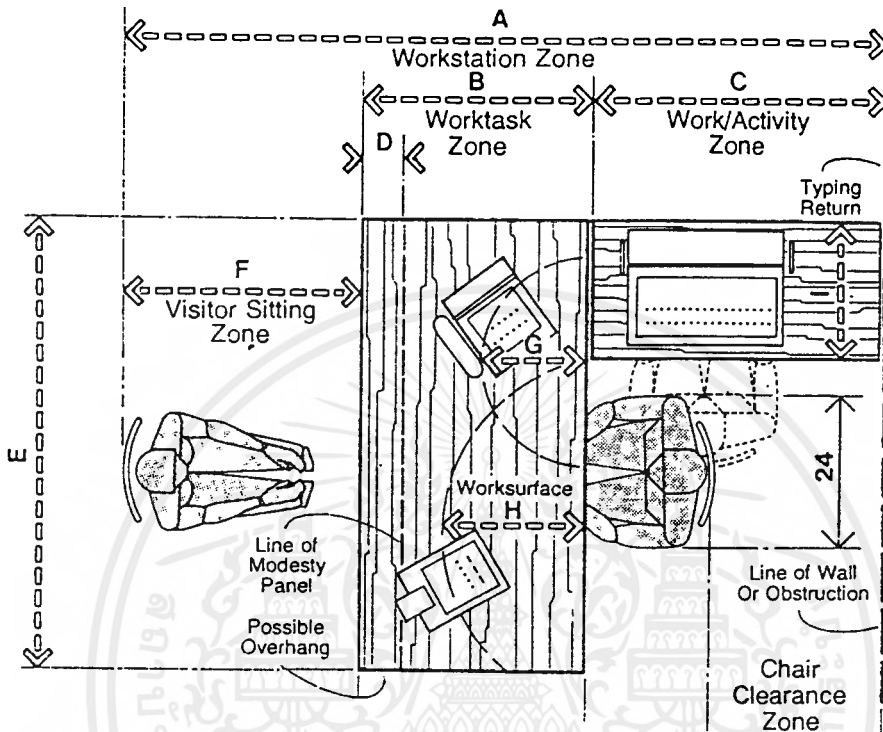 A
Workstation Zone
B
Worktask
Zone
C
Work/Activity
Zone
D
Typing
Return
F
Visitor Sitting
Zone
I
G
E
24
Worksurface
H
Line of
Modesty
Panel
Line of Wall
Or Obstruction
Possible
Overhang
Chair
Clearance
Zone